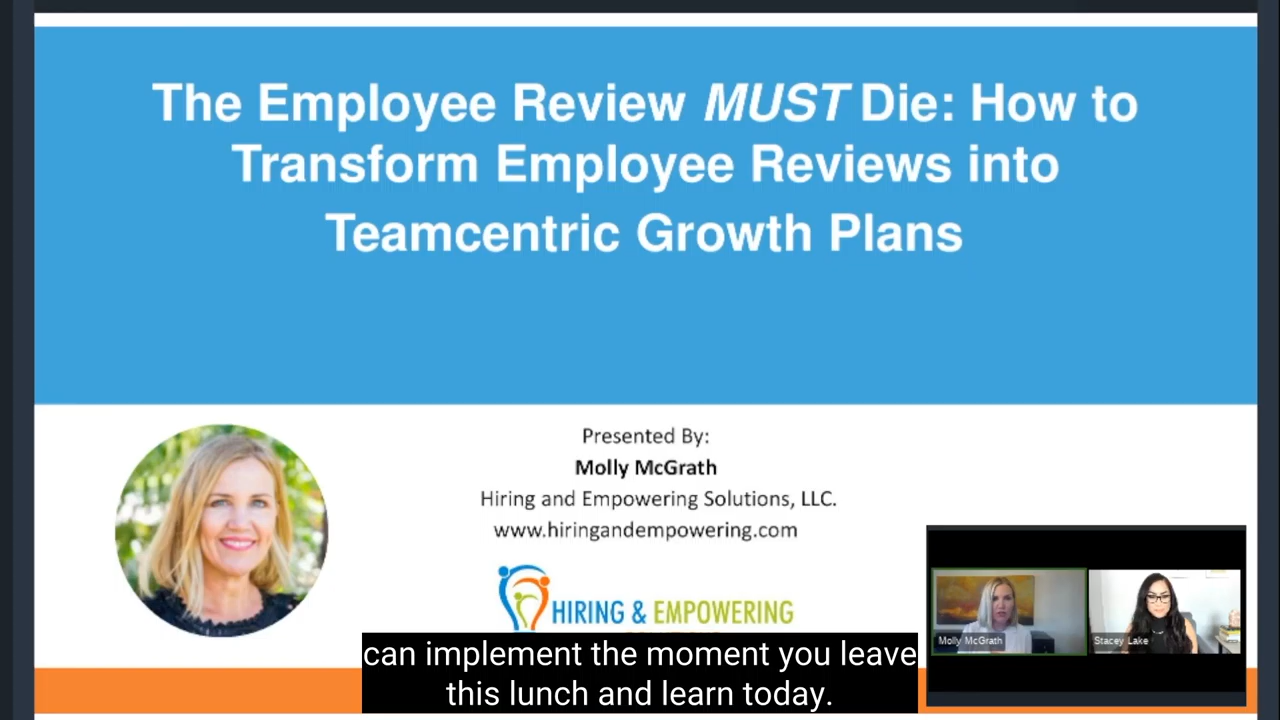 The Employee Review MUST Die: How to
Transform Employee Reviews into
Teamcentric Growth Plans
Presented By:
Molly McGrath
Hiring and Empowering Solutions, LLC.
www.hiringandempowering.com
HIRING & EMPOWERING
Molly McGrath
Stacey Lake
can implement the moment you leave
this lunch and learn today.